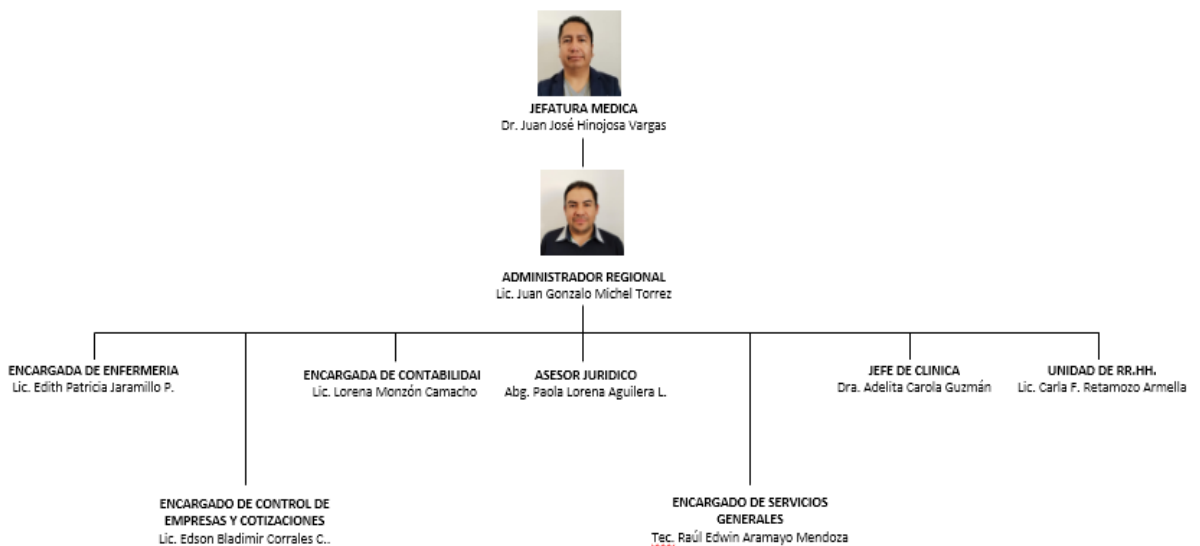 JEFATURA MEDICA
Dr. Juan José Hinojosa Vargas
ADMINISTRADOR REGIONAL
Lic. Juan Gonzalo Michel Torrez
ENCARGADA DE ENFERMERIA
Lic. Edith Patricia Jaramillo P.
ENCARGADA DE CONTABILIDAI
Lic. Lorena Monzón Camacho
ASESOR JURIDICO
Abg. Paola Lorena Aguilera L.
JEFE DE CLINICA
Dra. Adelita Carola Guzmán
UNIDAD DE RR.HH.
Lic. Carla F. Retamozo Armella
ENCARGADO DE CONTROL DE
EMPRESAS Y COTIZACIONES
Lic. Edson Bladimir Corrales C..
ENCARGADO DE SERVICIOS
GENERALES
Tec. Raúl Edwin Aramayo Mendoza